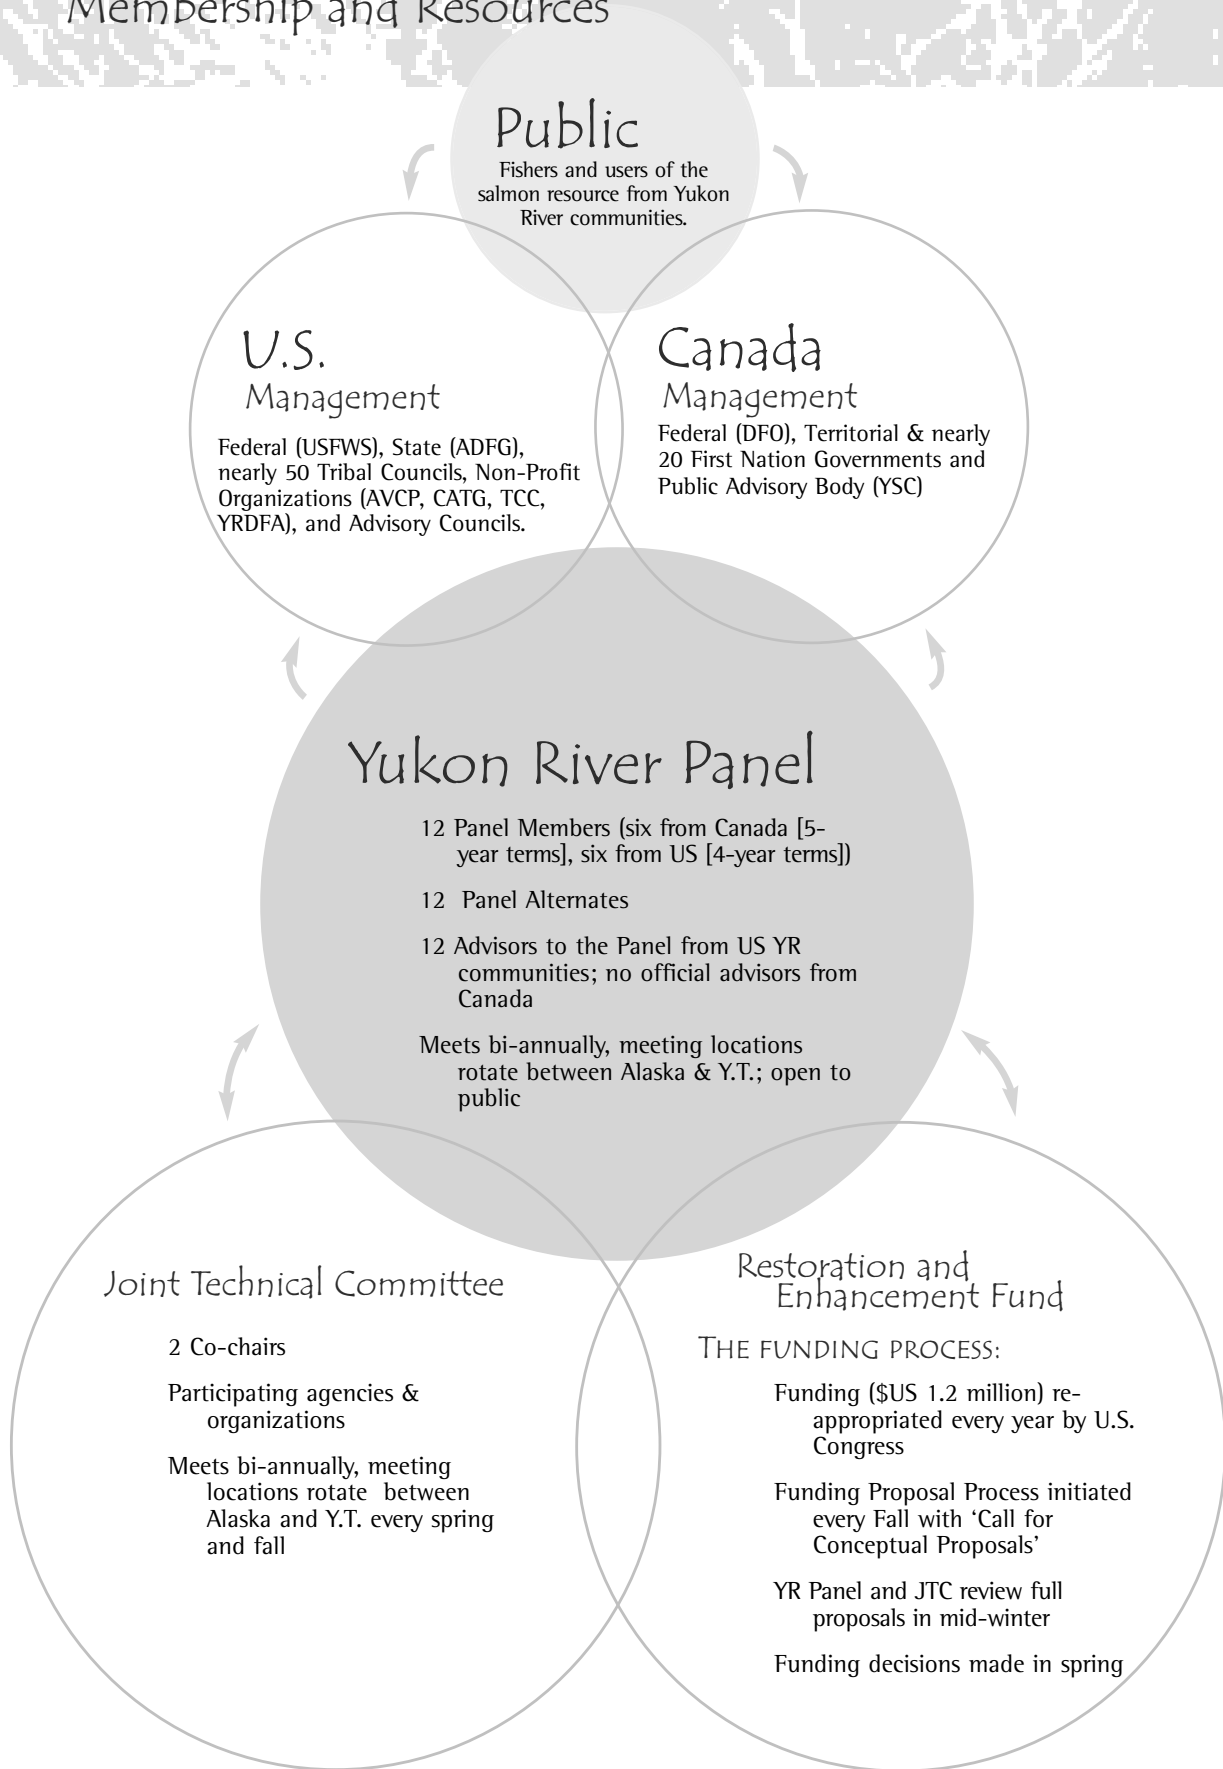 Membership and Resources
Public
Fishers and users of the
salmon resource from Yukon
River communities.
U.S.
Management
Federal (USFWS), State (ADFG),
nearly 50 Tribal Councils, Non-Profit
Organizations (AVCP, CATG, TCC,
YRDFA), and Advisory Councils.
Canada
Management
Federal (DFO), Territorial & nearly
20 First Nation Governments and
Public Advisory Body (YSC)
Yukon River Panel
12 Panel Members (six from Canada [5-
year terms], six from US [4-year terms])
12 Panel Alternates
12 Advisors to the Panel from US YR
communities; no official advisors from
Canada
Meets bi-annually, meeting locations
rotate between Alaska & Y.T.; open to
public
Joint Technical Committee
2 Co-chairs
Participating agencies &
organizations
Meets bi-annually, meeting
locations rotate between
Alaska and Y.T. every spring
and fall
Restoration and
Enhancement Fund
THE FUNDING PROCESS:
Funding ($US 1.2 million) re-
appropriated every year by U.S.
Congress
Funding Proposal Process initiated
every Fall with ‘Call for
Conceptual Proposals’
YR Panel and JTC review full
proposals in mid-winter
Funding decisions made in spring